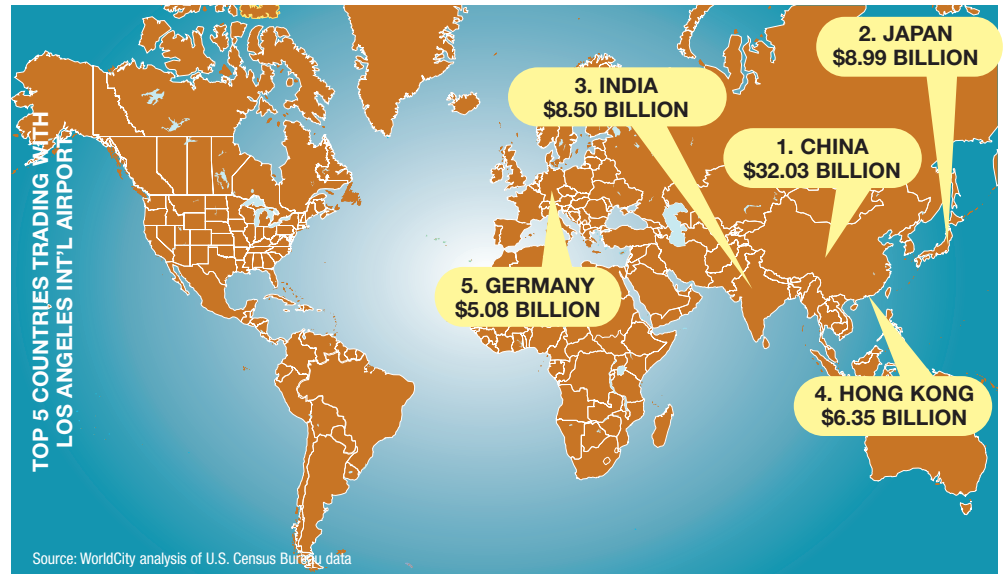 TOP 5 COUNTRIES TRADING WITH
LOS ANGELES INT'L AIRPORT
2. JAPAN
$8.99 BILLION
3. INDIA
$8.50 BILLION
1. CHINA
$32.03 BILLION
5. GERMANY
$5.08 BILLION
4. HONG KONG
$6.35 BILLION
Source: WorldCity analysis of U.S. Census Bureau data